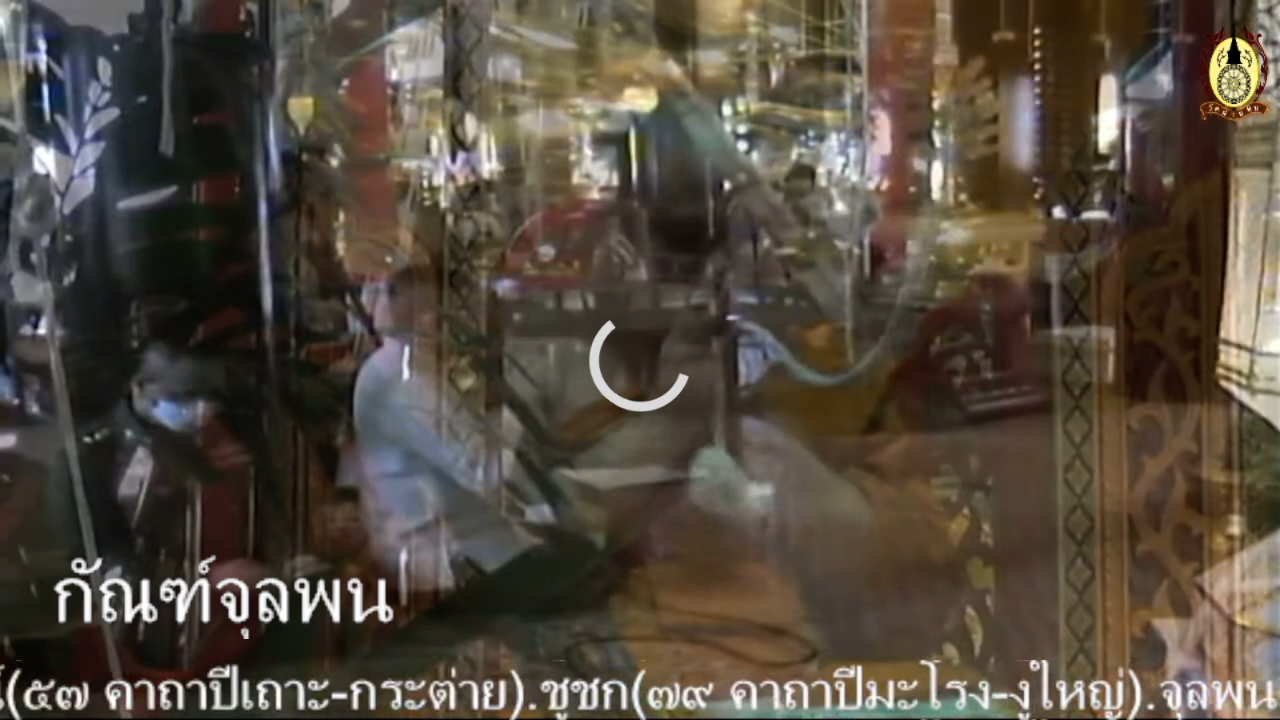 กัณฑ์จุลพน
(๕๗ คาถาปีเถาะ-กระต่าย).ชูชก(๗๙ คาถาปีมะโรง-งูใหญ่).จุลพน